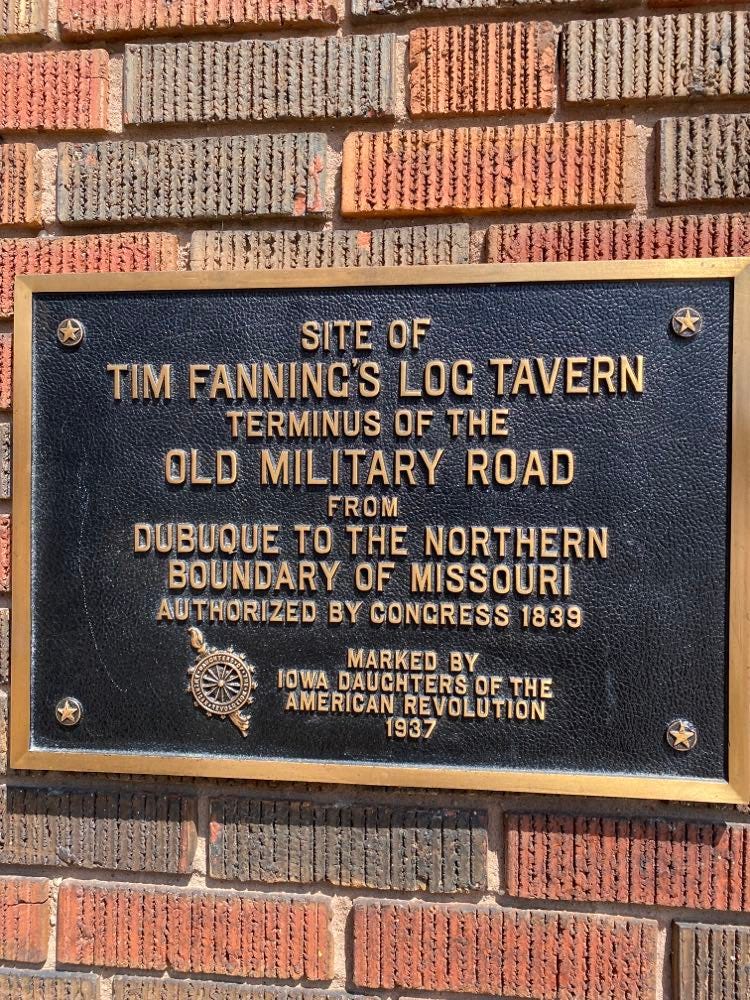 SITE OF
TIM FANNING'S LOG TAVERN
TERMINUS OF THE
OLD MILITARY ROAD
FROM
DUBUQUE TO THE NORTHERN
BOUNDARY OF MISSOURI
AUTHORIZED BY CONGRESS 1839
MARKED BY
IOWA DAUGHTERS OF THE
AMERICAN REVOLUTION
1937